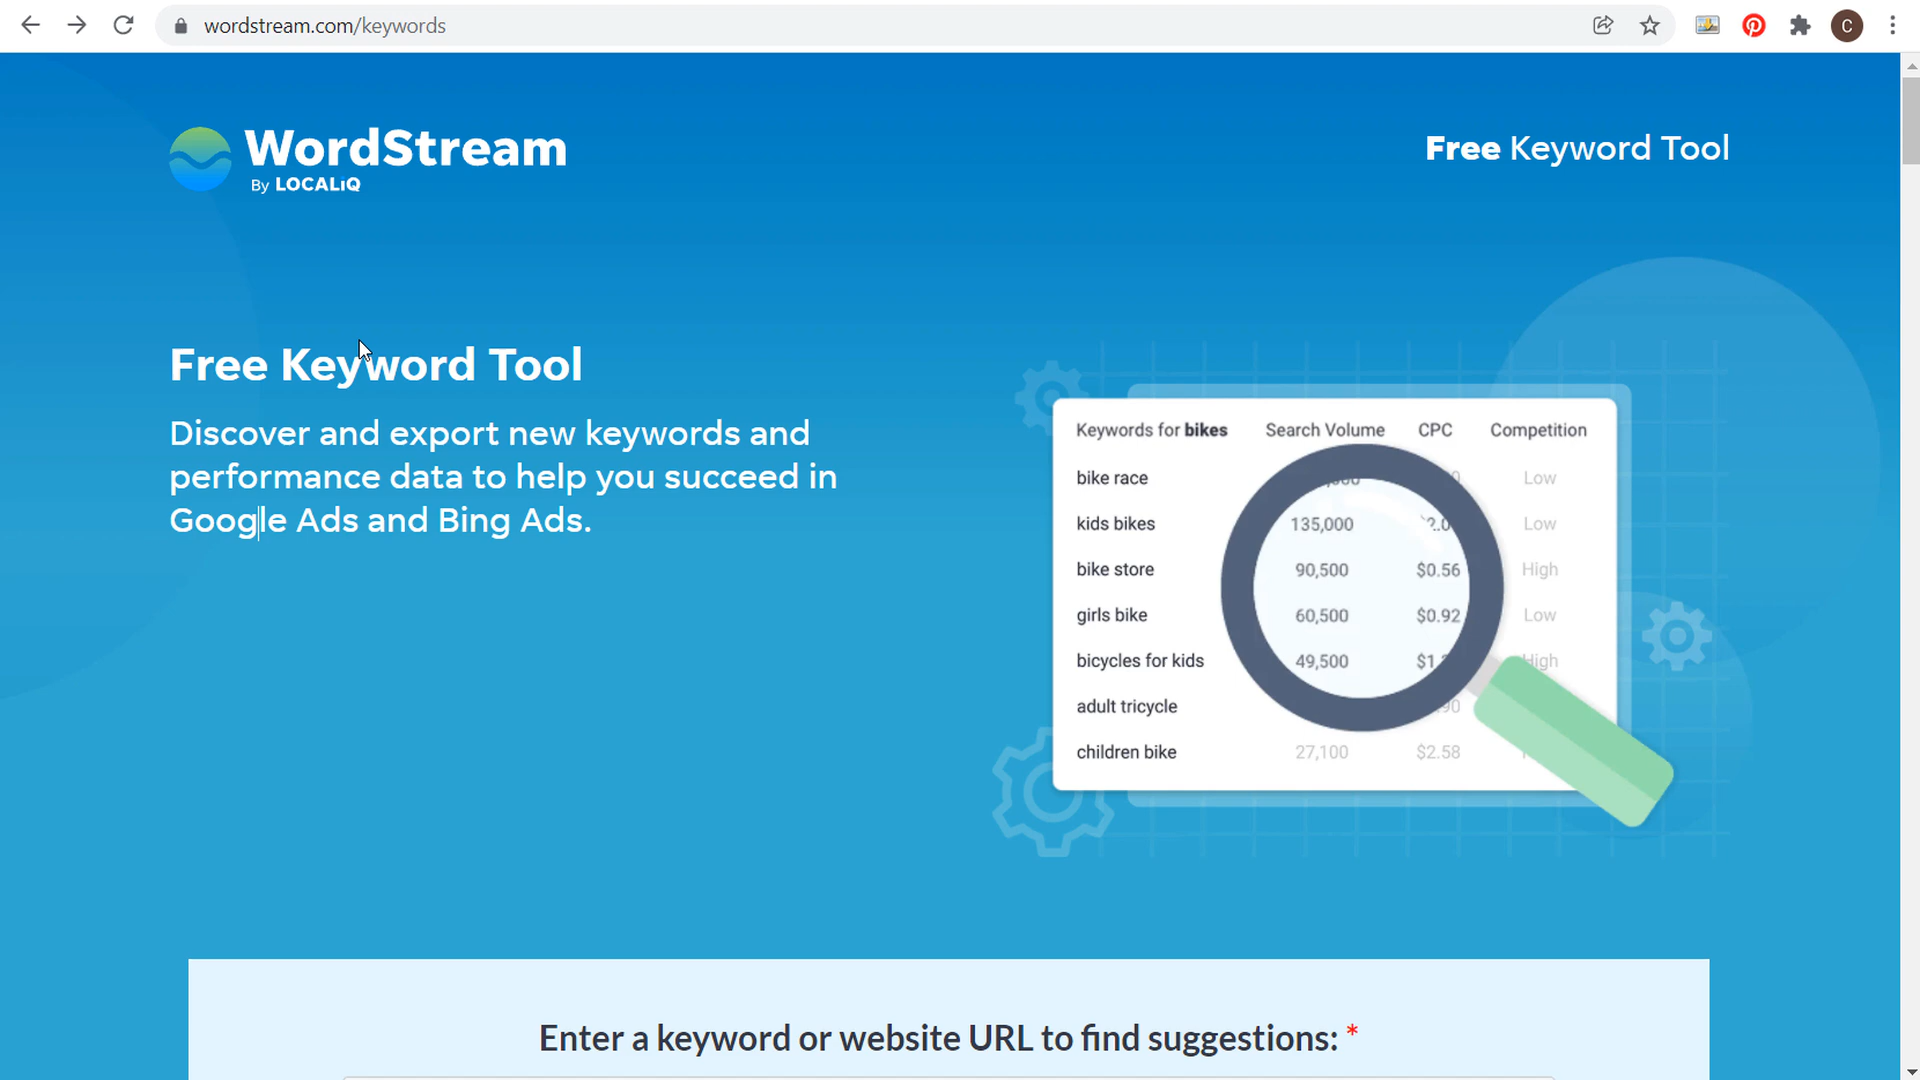 wordstream.com/keywords
C
WordStream
By LOCALiQ
Free Keyword Tool
Free Keyword Tool
Discover and export new keywords and
performance data to help you succeed in
Google Ads and Bing Ads.
Keywords for bikes Search Volume CPC Competition
bike race Low
kids bikes 135,000 Low
bike store 90,500 $0.56 High
girls bike 60,500 $0.92 Low
bicycles for kids 49,500 High
adult tricycle
children bike 27,100 $2.58
Enter a keyword or website URL to find suggestions: *